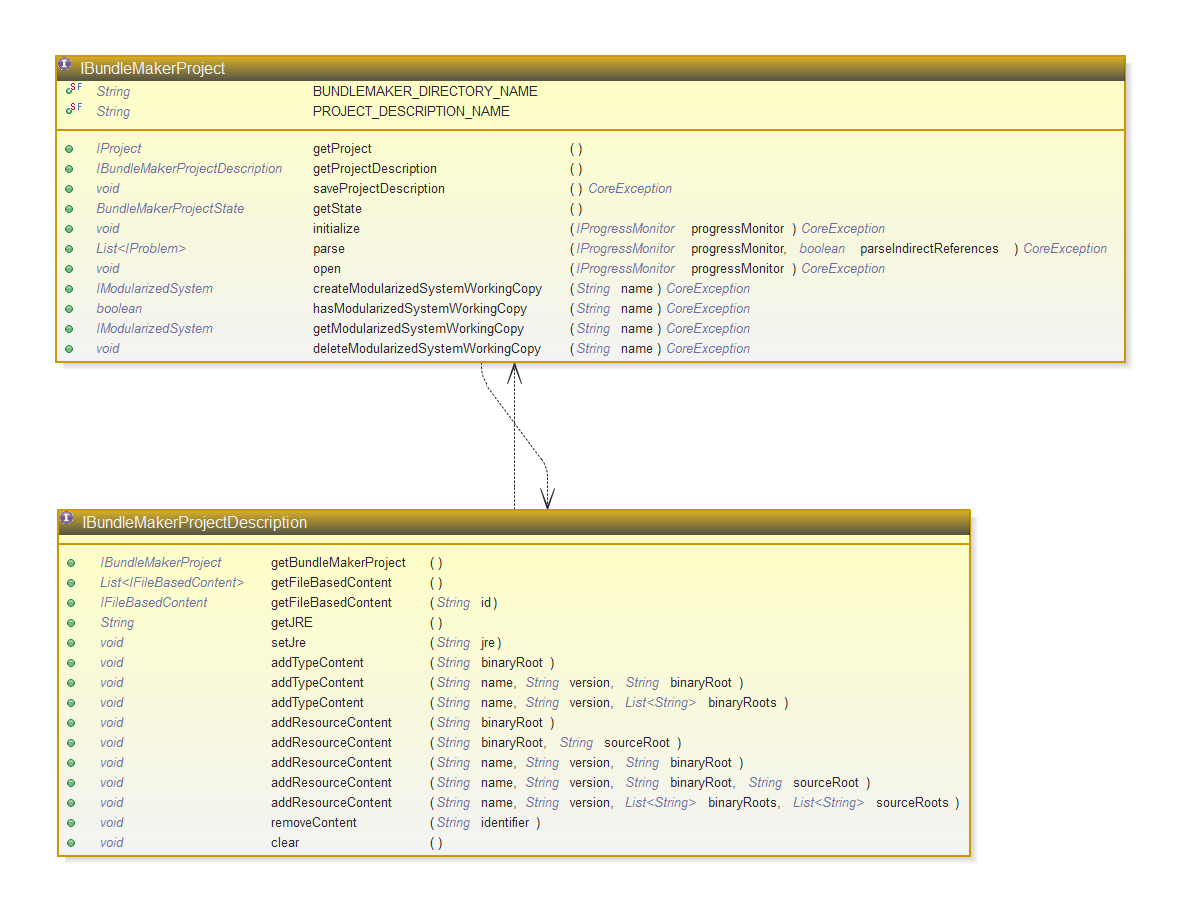 IBundleMakerProject
S F String BUNDLEMAKER_DIRECTORY_NAME
S F String PROJECT_DESCRIPTION_NAME
IProject getProject ( )
IBundleMakerProjectDescription getProjectDescription ( )
void saveProjectDescription ( ) CoreException
BundleMakerProjectState getState ( )
void initialize ( IProgressMonitor progressMonitor ) CoreException
List<IProblem> parse ( IProgressMonitor progressMonitor, boolean parseIndirectReferences ) CoreException
void open ( IProgressMonitor progressMonitor ) CoreException
IModularizedSystem createModularizedSystemWorkingCopy ( String name ) CoreException
boolean hasModularizedSystemWorkingCopy ( String name ) CoreException
IModularizedSystem getModularizedSystemWorkingCopy ( String name ) CoreException
void deleteModularizedSystemWorkingCopy ( String name ) CoreException
IBundleMakerProjectDescription
IBundleMakerProject getBundleMakerProject ( )
List<IFileBasedContent> getFileBasedContent ( )
IFileBasedContent getFileBasedContent ( String id )
String getJRE ( )
void setJre ( String jre )
void addTypeContent ( String binaryRoot )
void addTypeContent ( String name, String version, String binaryRoot )
void addTypeContent ( String name, String version, List<String> binaryRoots )
void addResourceContent ( String binaryRoot )
void addResourceContent ( String binaryRoot, String sourceRoot )
void addResourceContent ( String name, String version, String binaryRoot )
void addResourceContent ( String name, String version, String binaryRoot, String sourceRoot )
void addResourceContent ( String name, String version, List<String> binaryRoots, List<String> sourceRoots )
void removeContent ( String identifier )
void clear ( )